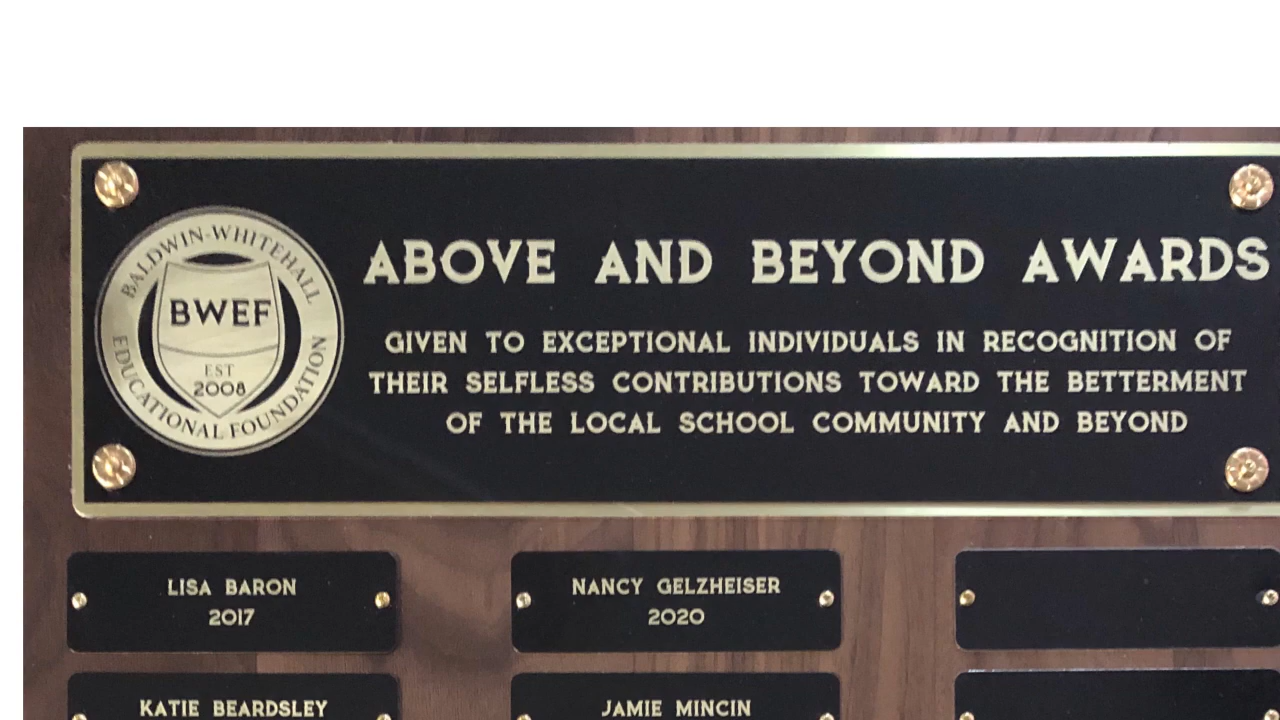 BALDWIN-WHITEHALL
BWEF
EST
2008
EDUCATIONAL FOUNDATION
ABOVE AND BEYOND AWARDS
GIVEN TO EXCEPTIONAL INDIVIDUALS IN RECOGNITION OF
THEIR SELFLESS CONTRIBUTIONS TOWARD THE BETTERMENT
OF THE LOCAL SCHOOL COMMUNITY AND BEYOND
LISA BARON
2017
NANCY GELZHEISER
2020
KATIE BEARDSLEY
JAMIE MINCIN